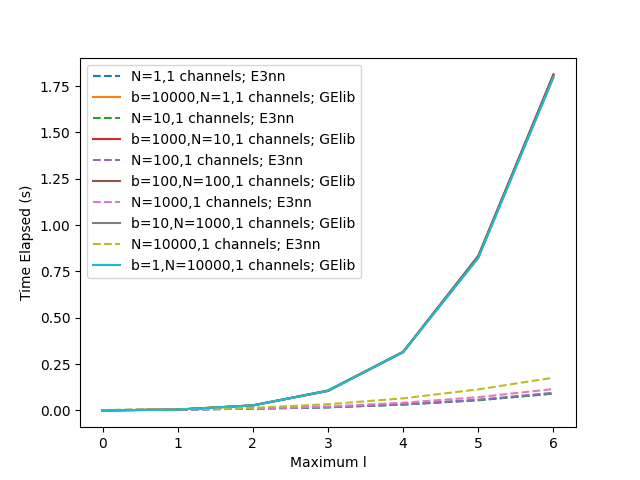 N=1,1 channels; E3nn
b=10000,N=1,1 channels; GElib
N=10,1 channels; E3nn
b=1000,N=10,1 channels; GElib
N=100,1 channels; E3nn
b=100,N=100,1 channels; GElib
N=1000,1 channels; E3nn
b=10,N=1000,1 channels; GElib
N=10000,1 channels; E3nn
b=1,N=10000,1 channels; GElib
Time Elapsed (s)
1.75
1.50
1.25
1.00
0.75
0.50
0.25
0.00
0 1 2 3 4 5 6
Maximum l